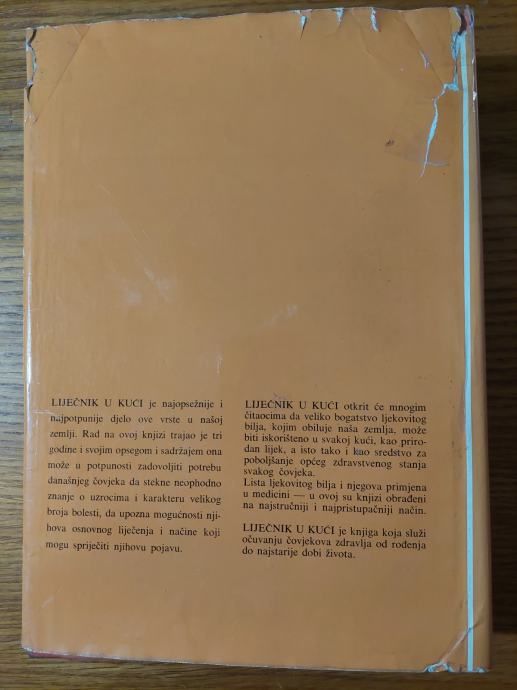 LIJEČNIK U KUĆI je najopsežnije i
najpotpunije djelo ove vrste u našoj
zemlji. Rad na ovoj knjizi trajao je tri
godine i svojim opsegom i sadržajem ona
može u potpunosti zadovoljiti potrebu
današnjeg čovjeka da stekne neophodno
znanje o uzrocima i karakteru velikog
broja bolesti, da upozna mogućnosti nji-
hova osnovnog liječenja i načine koji
mogu spriječiti njihovu pojavu.
LIJEČNIK U KUĆI otkrit će mnogim
čitaocima da veliko bogatstvo ljekovitog
bilja, kojim obiluje naša zemlja, može
biti iskorišteno u svakoj kući, kao priro-
dan lijek, a isto tako i kao sredstvo za
poboljšanje općeg zdravstvenog stanja
svakog čovjeka.
Lista ljekovitog bilja i njegova primjena
u medicini — u ovoj su knjizi obrađeni
na najstručniji i najpristupačniji način.
LIJEČNIK U KUĆI je knjiga koja služi
očuvanju čovjekova zdravlja od rođenja
do najstarije dobi života.